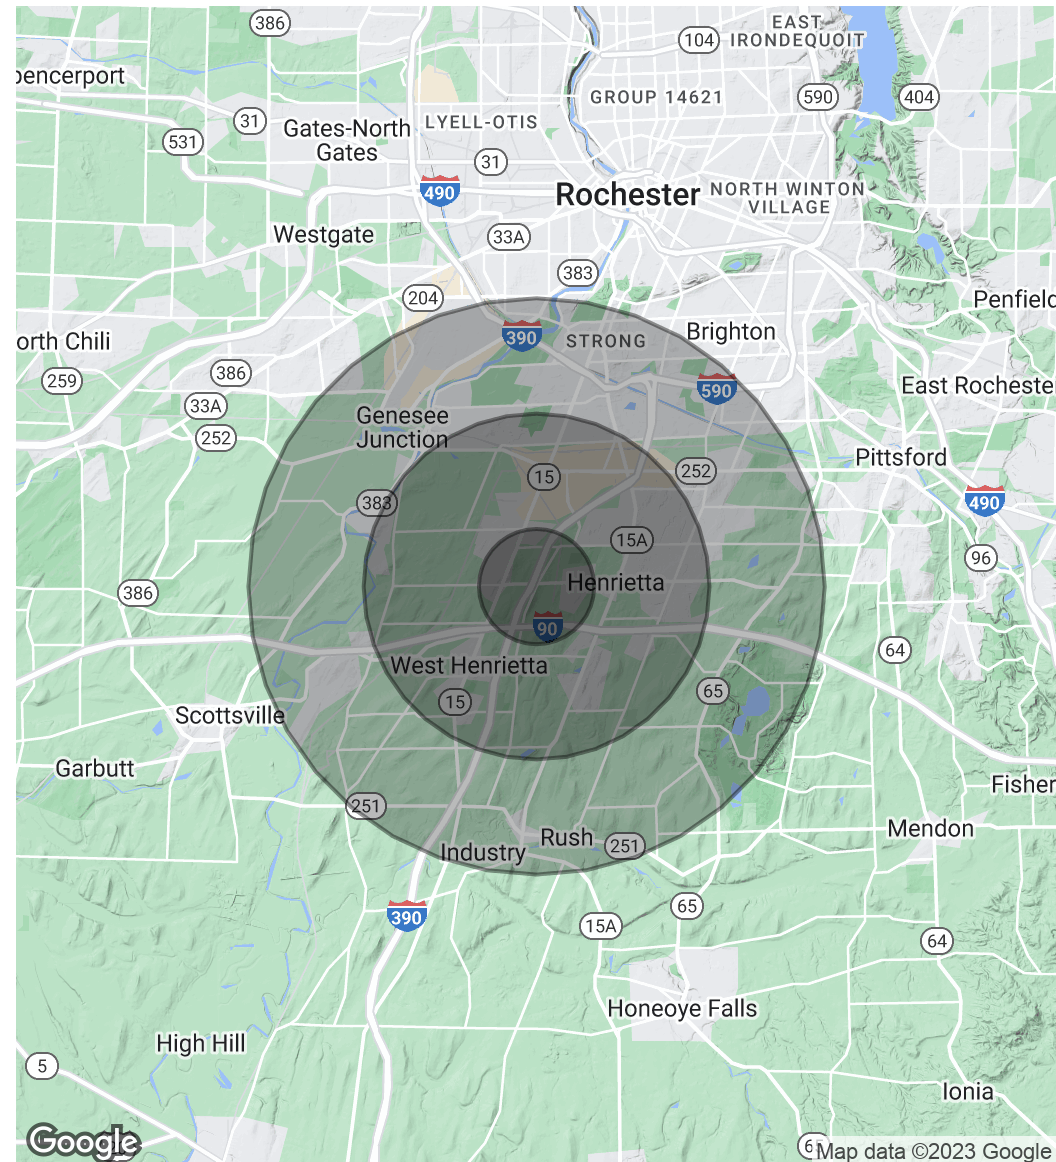 386
EAST
IRONDEQUOIT
104
pencerport
GROUP 14621
590
404
31
LYELL-OTIS
Gates-North
Gates
531
31
490
Rochester
NORTH WINTON
VILLAGE
Westgate
33A
383
204
Penfield
390
STRONG
Brighton
orth Chili
259
386
590
East Rocheste
33A
Genesee
Junction
252
Pittsford
15
252
383
490
15A
96
Henrietta
386
90
64
West Henrietta
65
15
Scottsville
Garbutt
Fisher
251
Mendon
Rush
251
Industry
65
390
15A
64
Honeoye Falls
High Hill
5
Ionia
Google
Map data ©2023 Google